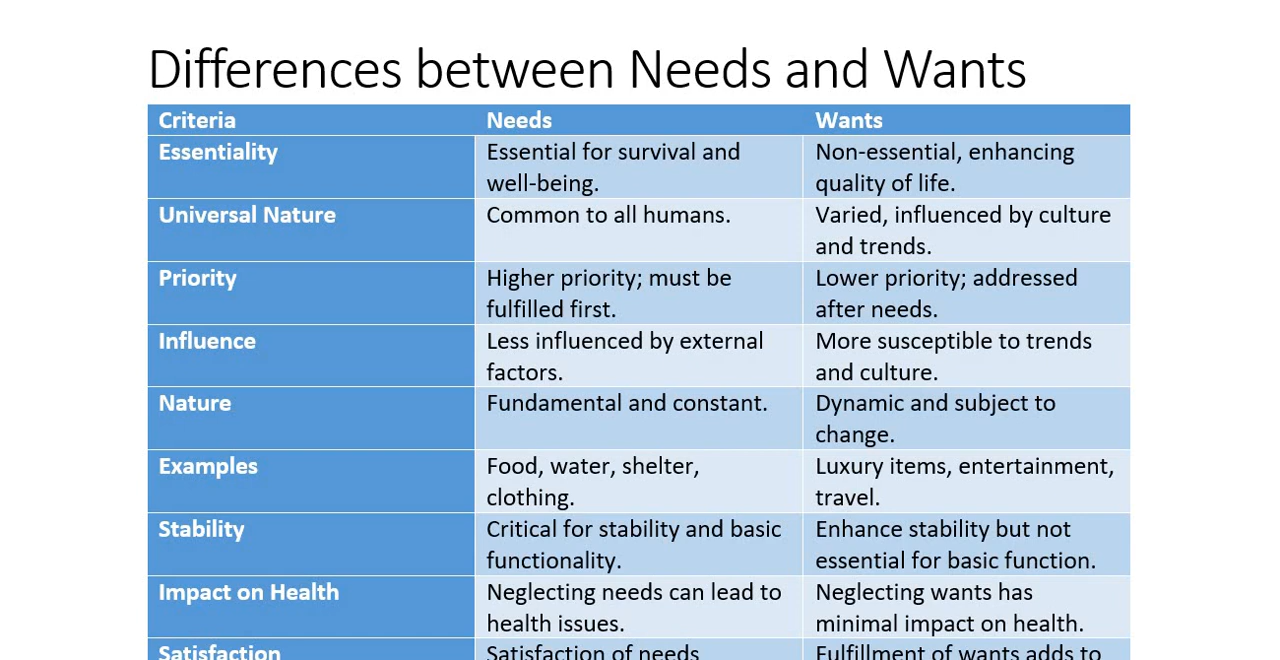 Differences between Needs and Wants
Criteria Needs Wants
Essentiality Essential for survival and Non-essential, enhancing
well-being. quality of life.
Universal Nature Common to all humans. Varied, influenced by culture
and trends.
Priority Higher priority; must be Lower priority; addressed
fulfilled first. after needs.
Influence Less influenced by external More susceptible to trends
factors. and culture.
Nature Fundamental and constant. Dynamic and subject to
change.
Examples Food, water, shelter, Luxury items, entertainment,
clothing. travel.
Stability Critical for stability and basic Enhance stability but not
functionality. essential for basic function.
Impact on Health Neglecting needs can lead to Neglecting wants has
health issues. minimal impact on health.
Satisfaction Satisfaction of needs Fulfillment of wants adds to